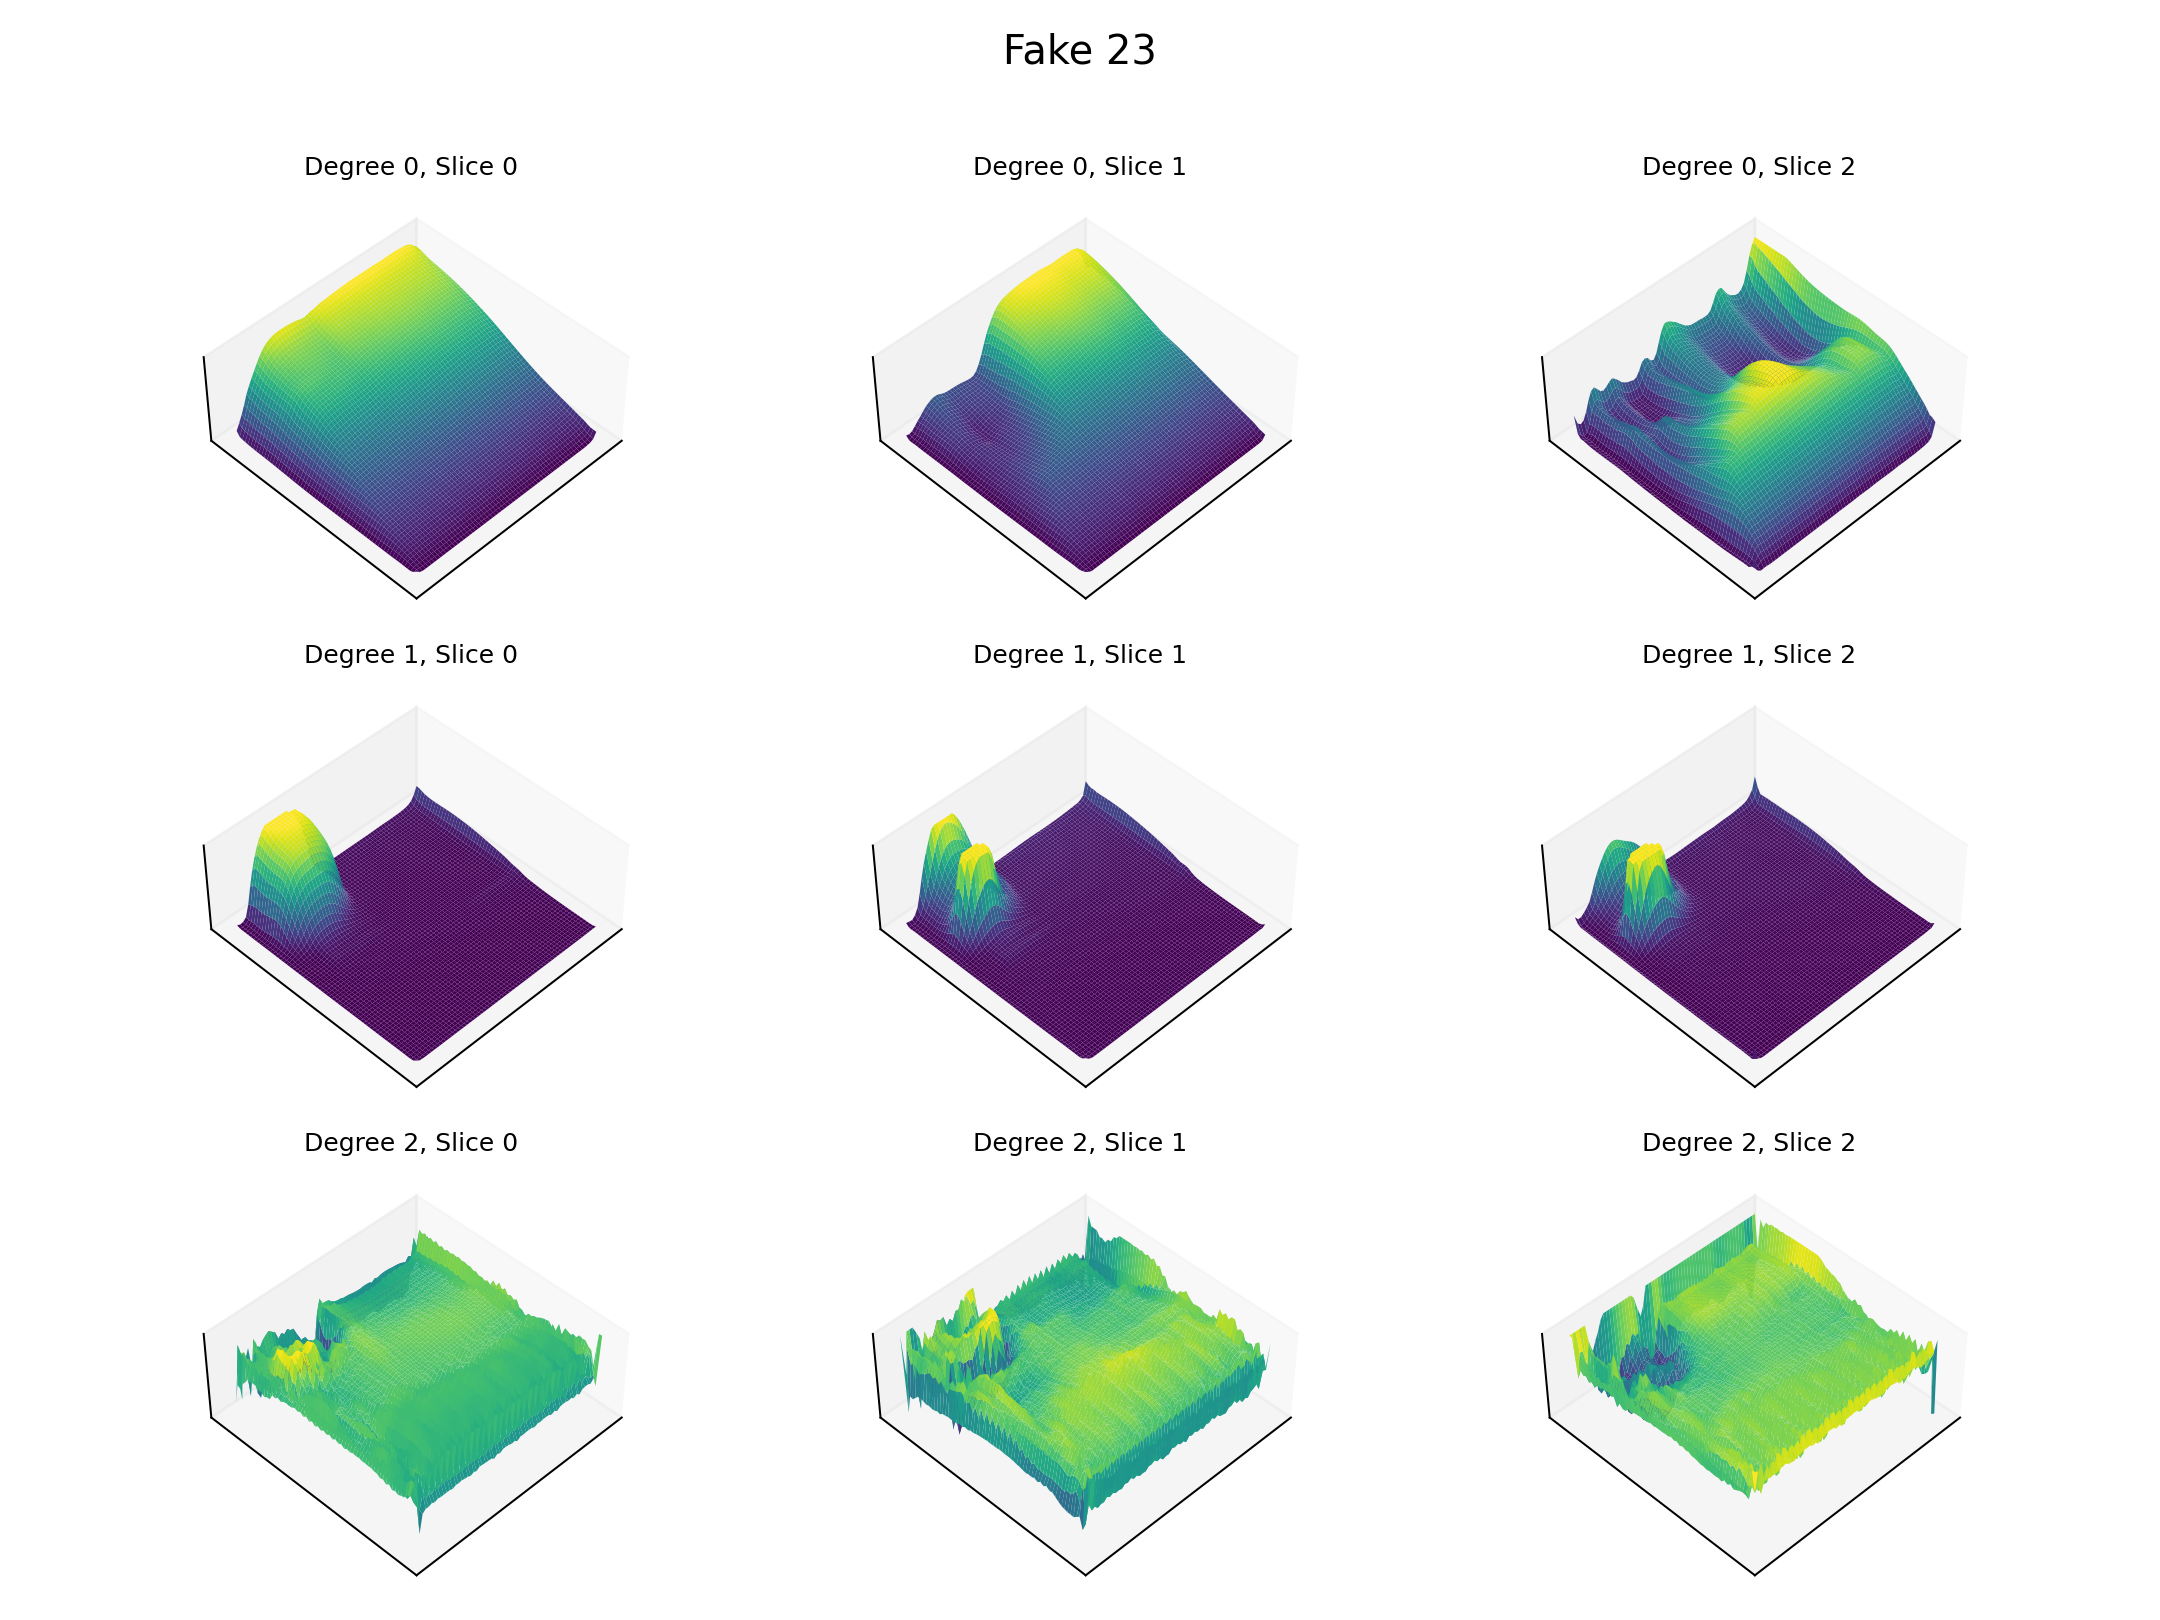 Fake 23
Degree 0, Slice 0
Degree 0, Slice 1
Degree 0, Slice 2
Degree 1, Slice 0
Degree 1, Slice 1
Degree 1, Slice 2
Degree 2, Slice 0
Degree 2, Slice 1
Degree 2, Slice 2